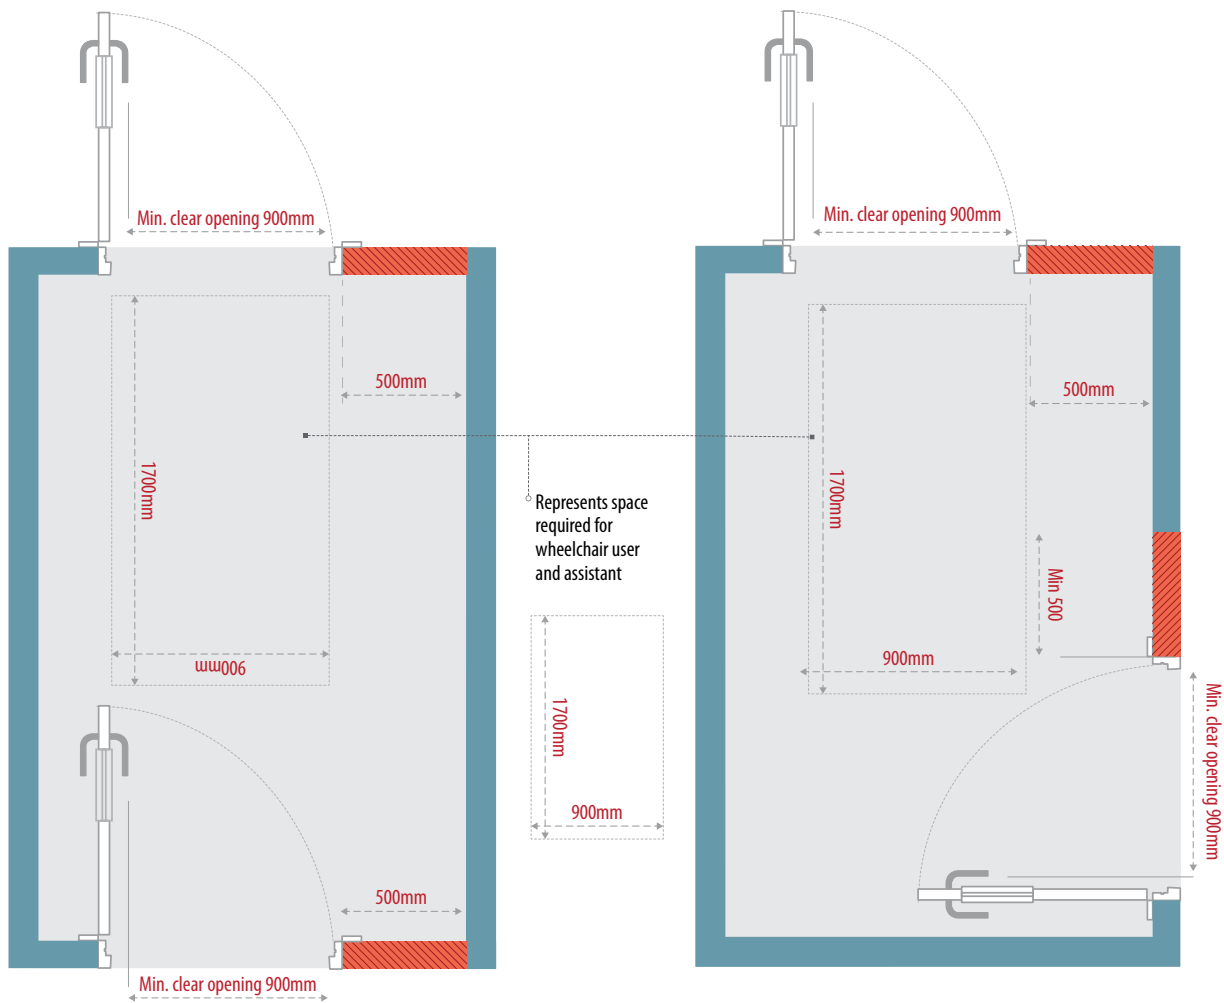 Min. clear opening 900mm
Min. clear opening 900mm
500mm
500mm
1700mm
1700mm
Represents space
required for
wheelchair user
and assistant
Min 500
900mm
900mm
Min. clear opening 900mm
1700mm
900mm
500mm
Min. clear opening 900mm